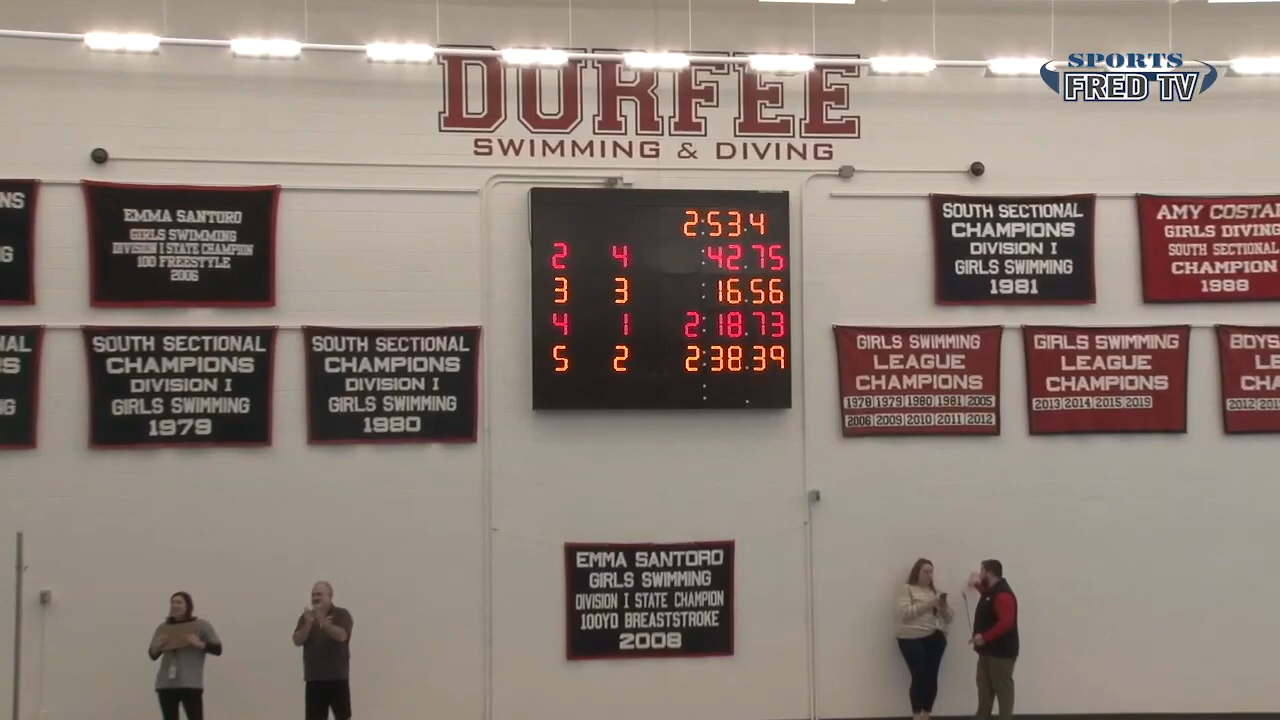 SPORTS
FRED TV
DURFEE
SWIMMING & DIVING
NS
G
EMMA SANTORO
GIRLS SWIMMING
DIVISION I STATE CHAMPION
100 FREESTYLE
2006
2:53.4
2 4 :42.75
3 3 :16.56
4 1 2:18.73
5 2 2:38.39
SOUTH SECTIONAL
CHAMPIONS
DIVISION I
GIRLS SWIMMING
1981
AMY COSTA
GIRLS DIVING
SOUTH SECTIONAL
CHAMPION
1988
AL
S
G
SOUTH SECTIONAL
CHAMPIONS
DIVISION I
GIRLS SWIMMING
1979
SOUTH SECTIONAL
CHAMPIONS
DIVISION I
GIRLS SWIMMING
1980
GIRLS SWIMMING
LEAGUE
CHAMPIONS
1978 1979 1980 1981 2005
2006 2009 2010 2011 2012
GIRLS SWIMMING
LEAGUE
CHAMPIONS
2013 2014 2015 2019
BOYS
LE
CHA
2012
EMMA SANTORO
GIRLS SWIMMING
DIVISION I STATE CHAMPION
100YD BREASTSTROKE
2008